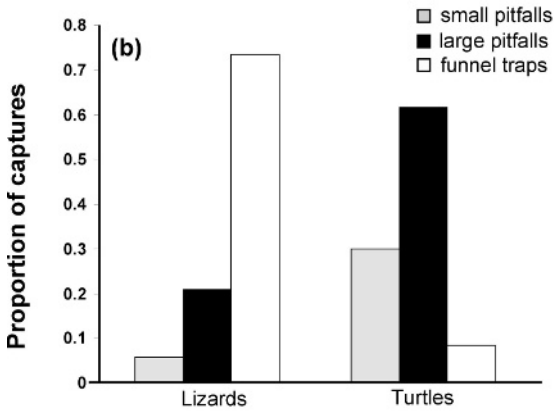 small pitfalls
large pitfalls
funnel traps
(b)
Proportion of captures
0.8
0.7
0.6
0.5
0.4
0.3
0.2
0.1
0
Lizards
Turtles